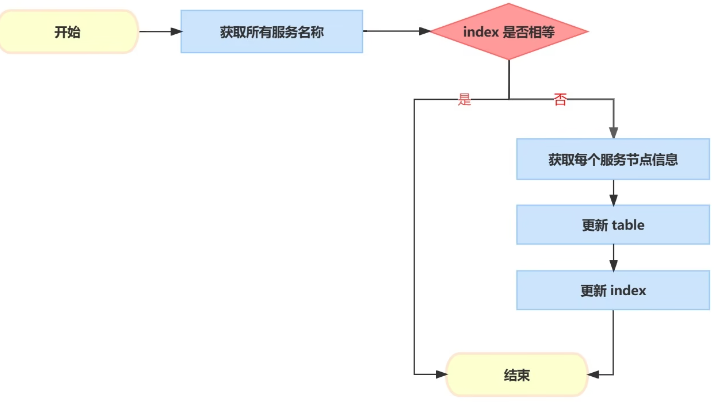 开始
获取所有服务名称
index 是否相等
是
否
获取每个服务节点信息
更新 table
更新 index
结束